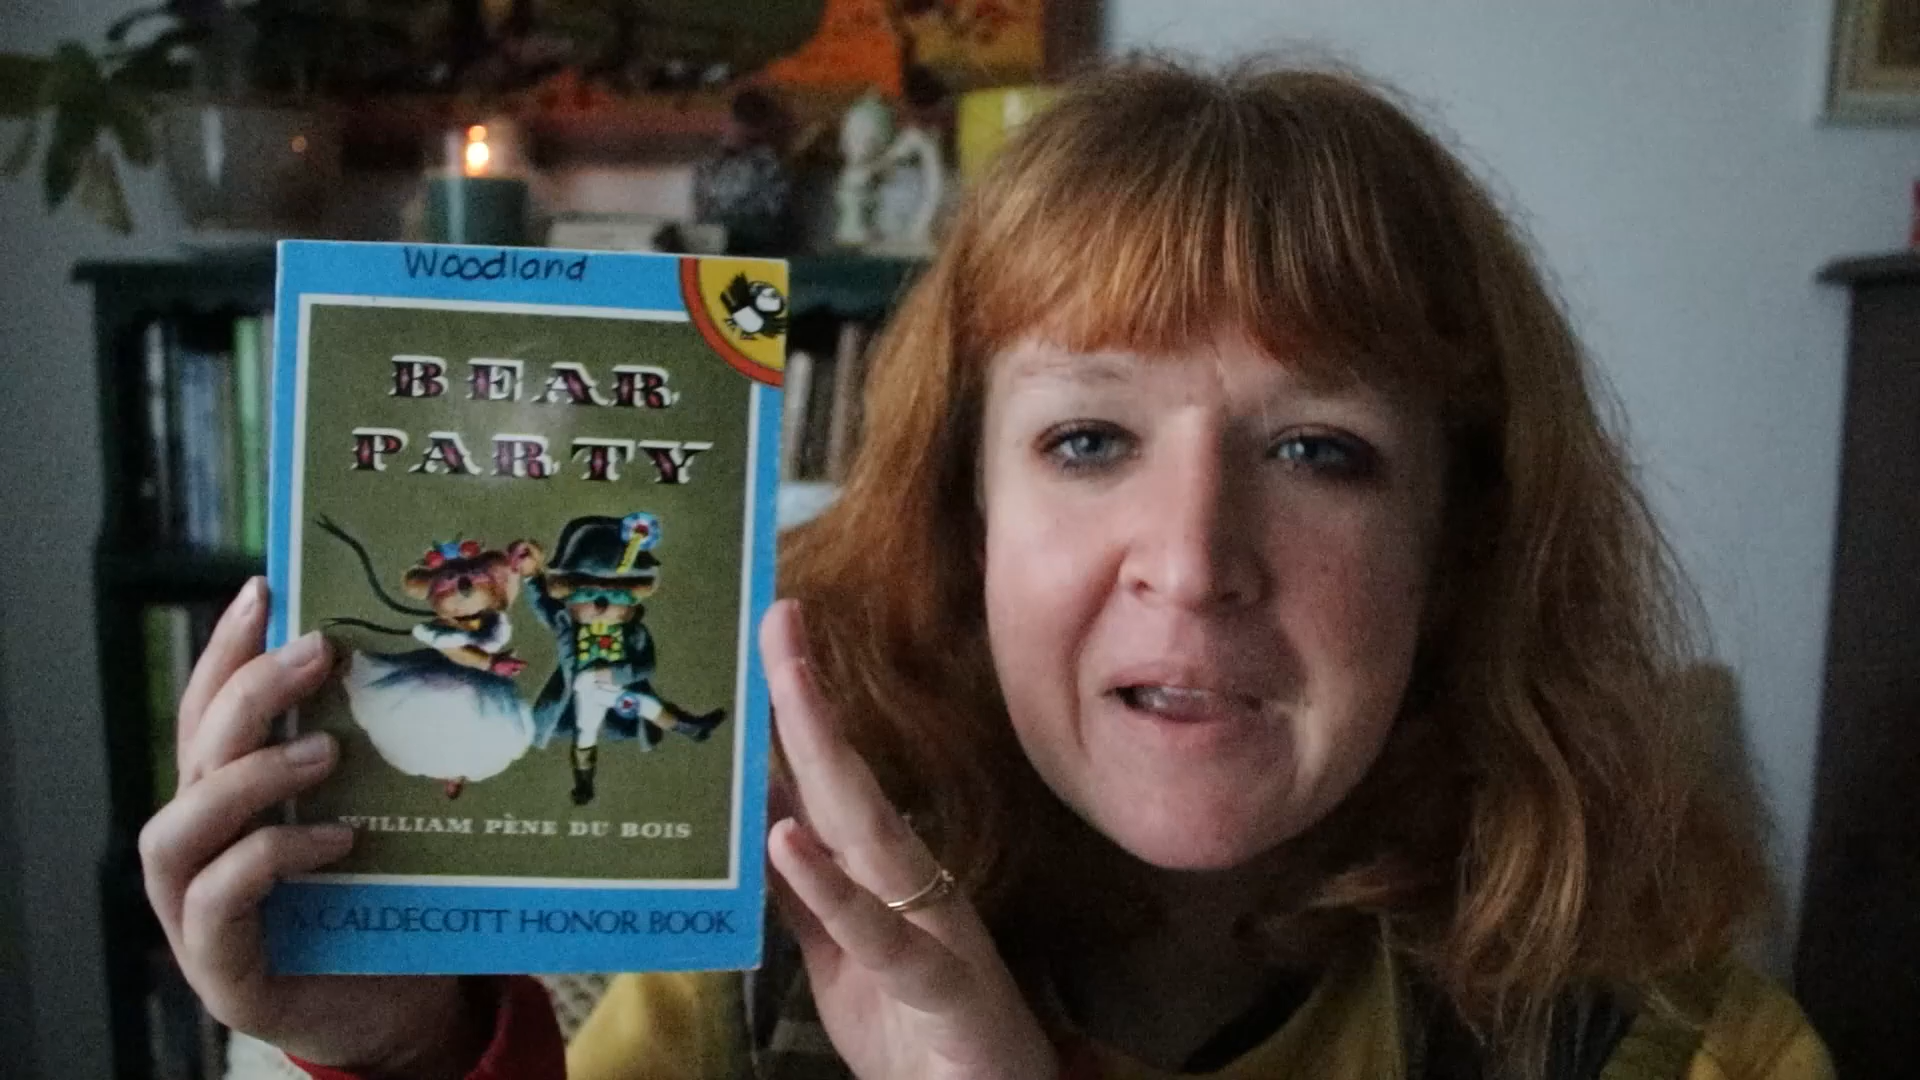 Woodland
BEAR
PARTY
WILLIAM PÈNE DU BOIS
A CALDECOTT HONOR BOOK